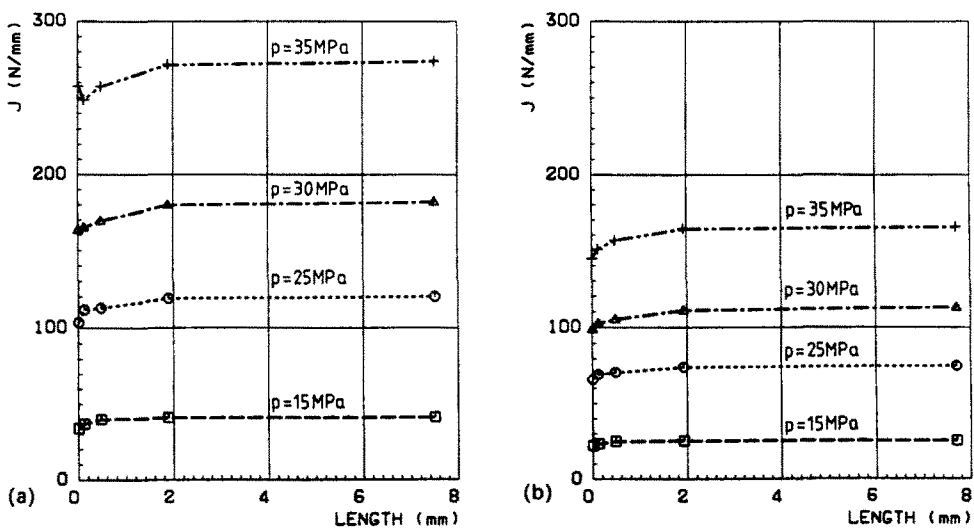 300
J (N/mm)
200
100
0
p=35MPa
p=30MPa
p=25MPa
p=15MPa
0 2 4 6 8
LENGTH (mm)
(a)
300
J (N/mm)
200
100
0
p=35MPa
p=30MPa
p=25MPa
p=15MPa
0 2 4 6 8
LENGTH (mm)
(b)